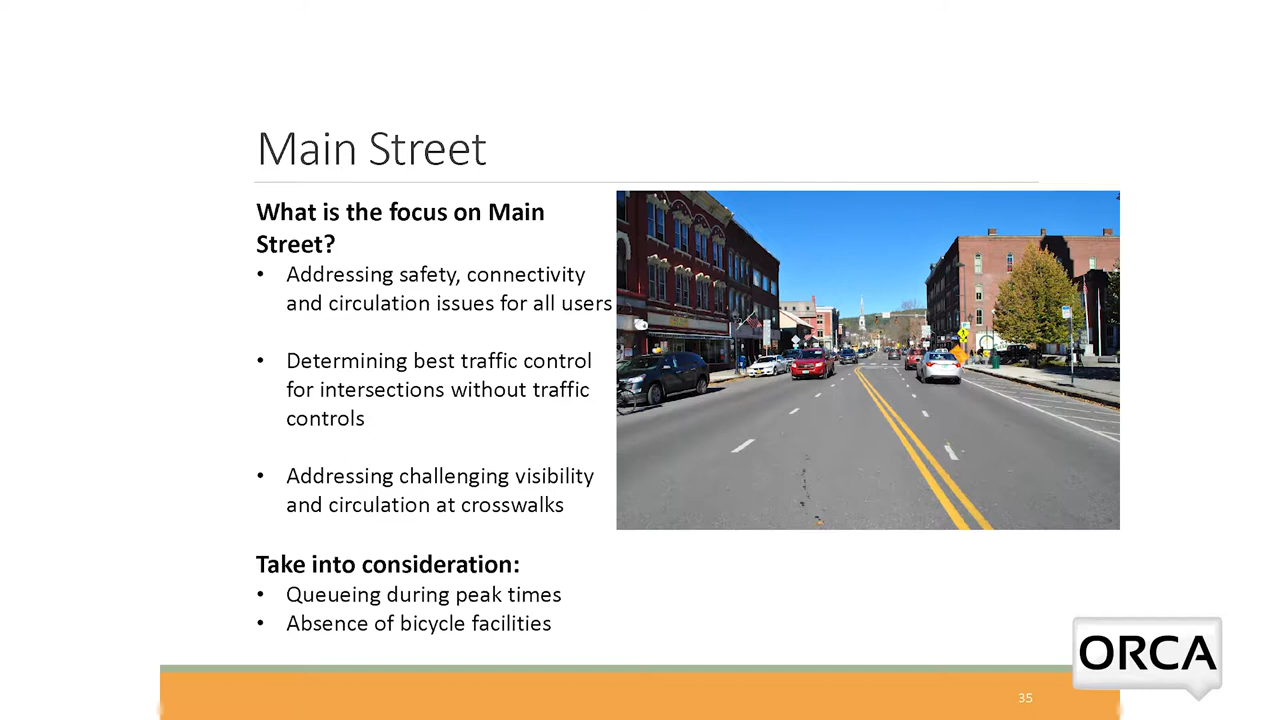 Main Street
What is the focus on Main
Street?
• Addressing safety, connectivity
and circulation issues for all users
• Determining best traffic control
for intersections without traffic
controls
• Addressing challenging visibility
and circulation at crosswalks
Take into consideration:
• Queueing during peak times
• Absence of bicycle facilities
35
ORCA